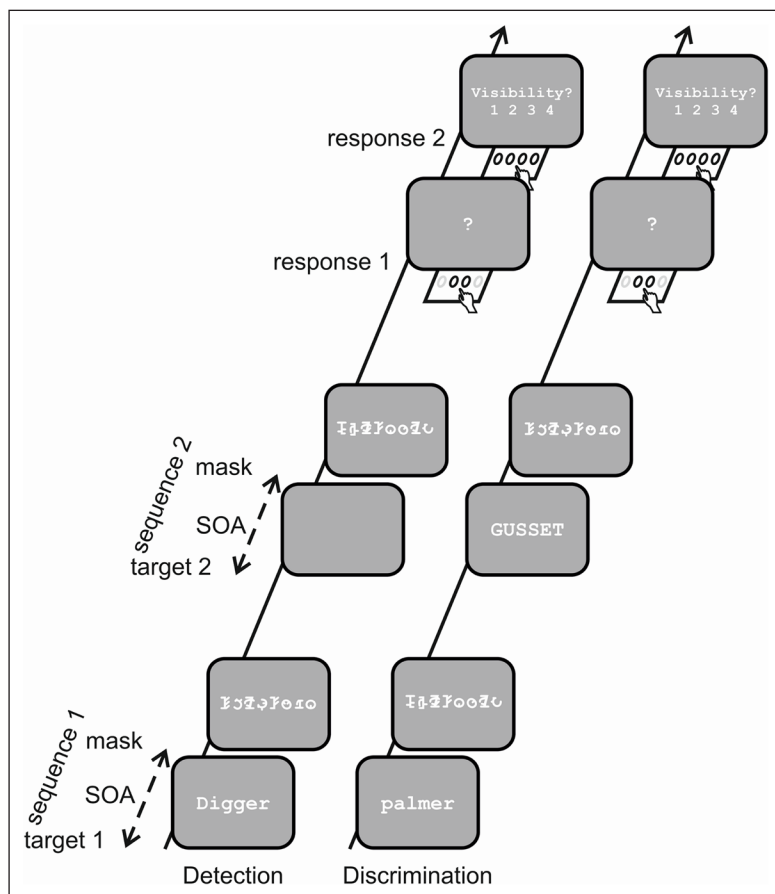 Visibility?
1 2 3 4
Visibility?
1 2 3 4
response 2
?
?
response 1
sequence 2
mask
SOA
target 2
GUSSET
sequence 1
mask
SOA
target 1
Digger
palmer
Detection
Discrimination